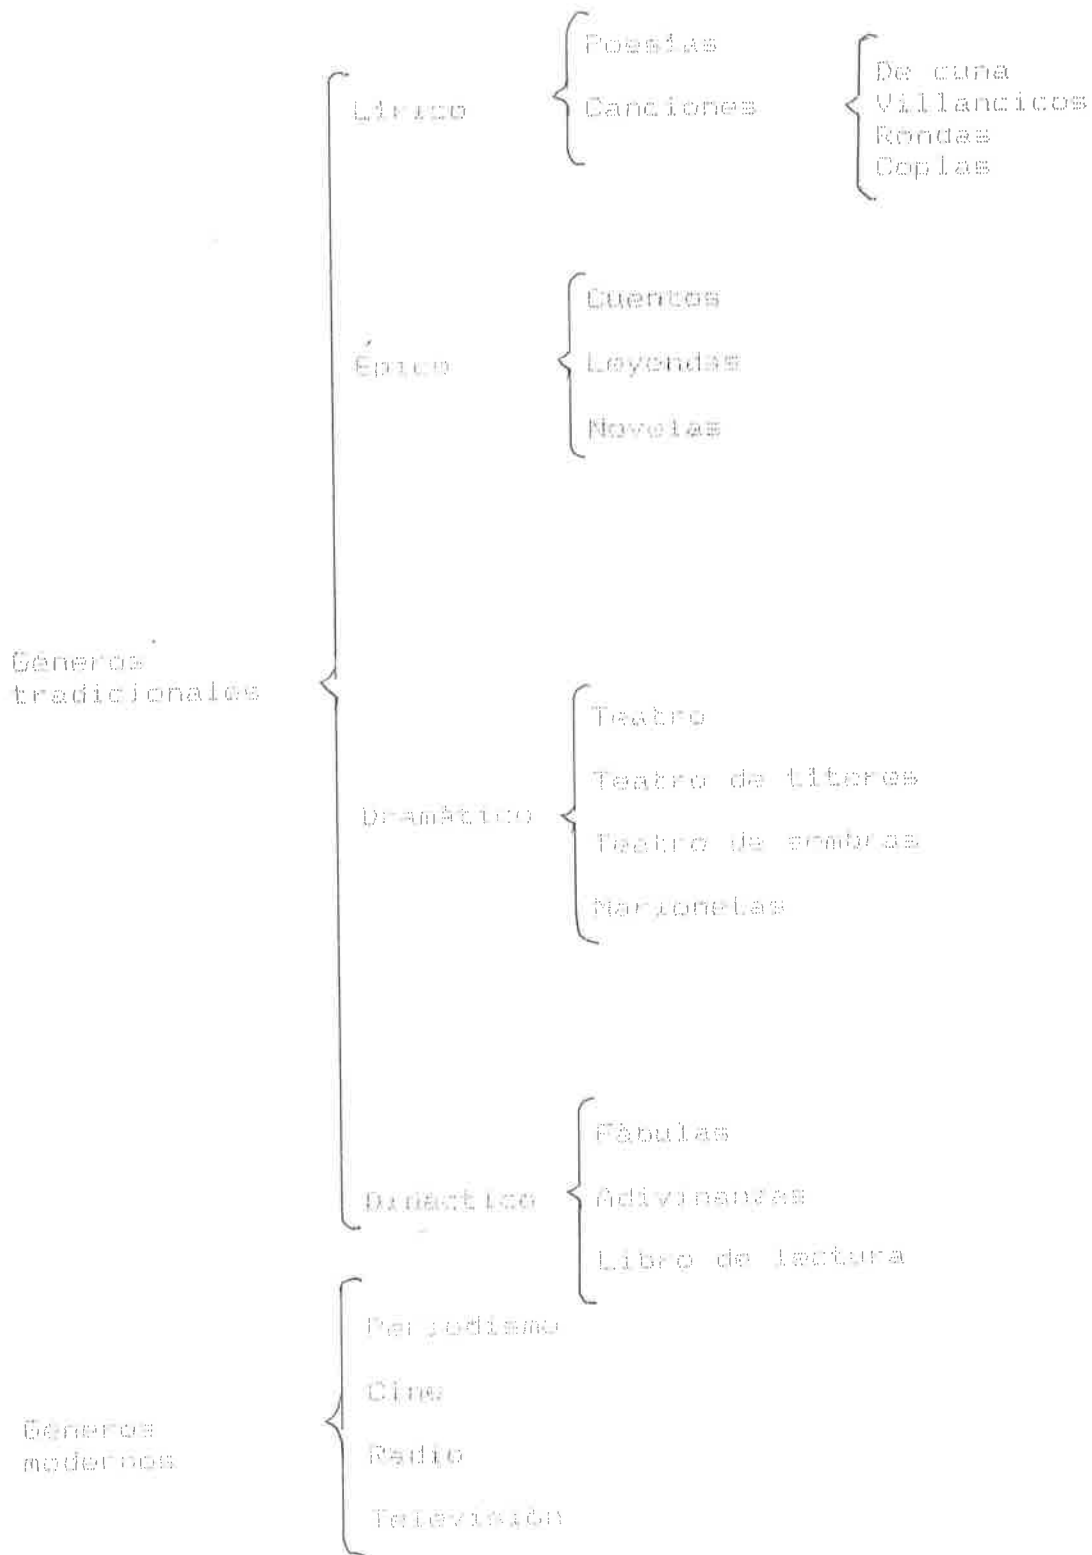 Poesías
Canciones
De cuna
Villancicos
Rondas
Coplas
Lírico
Cuentos
Épico
Leyendas
Novelas
Géneros
tradicionales
Teatro
Teatro de títeres
Dramático
Teatro de sombras
Marionetas
Fábulas
Didáctico
Adivinanzas
Libro de lectura
Periodismo
Cine
Géneros
modernos
Radio
Televisión